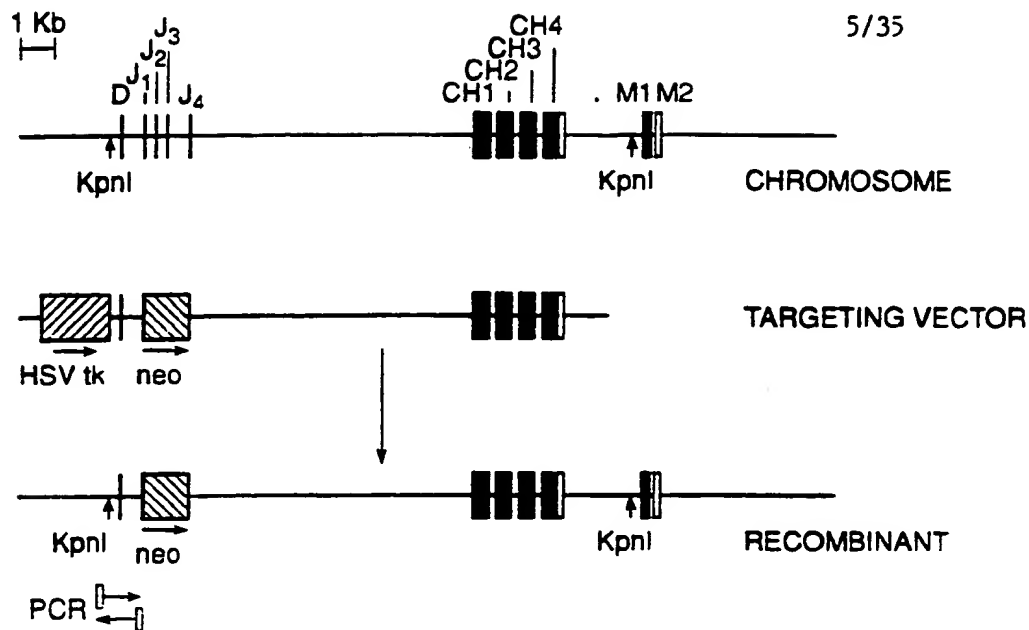 1 Kb
5/35
D J₁ J₂ J₃ J₄
CH1 CH2 CH3 CH4
M1 M2
KpnI
KpnI
CHROMOSOME
TARGETING VECTOR
HSV tk
neo
KpnI
neo
KpnI
RECOMBINANT
PCR